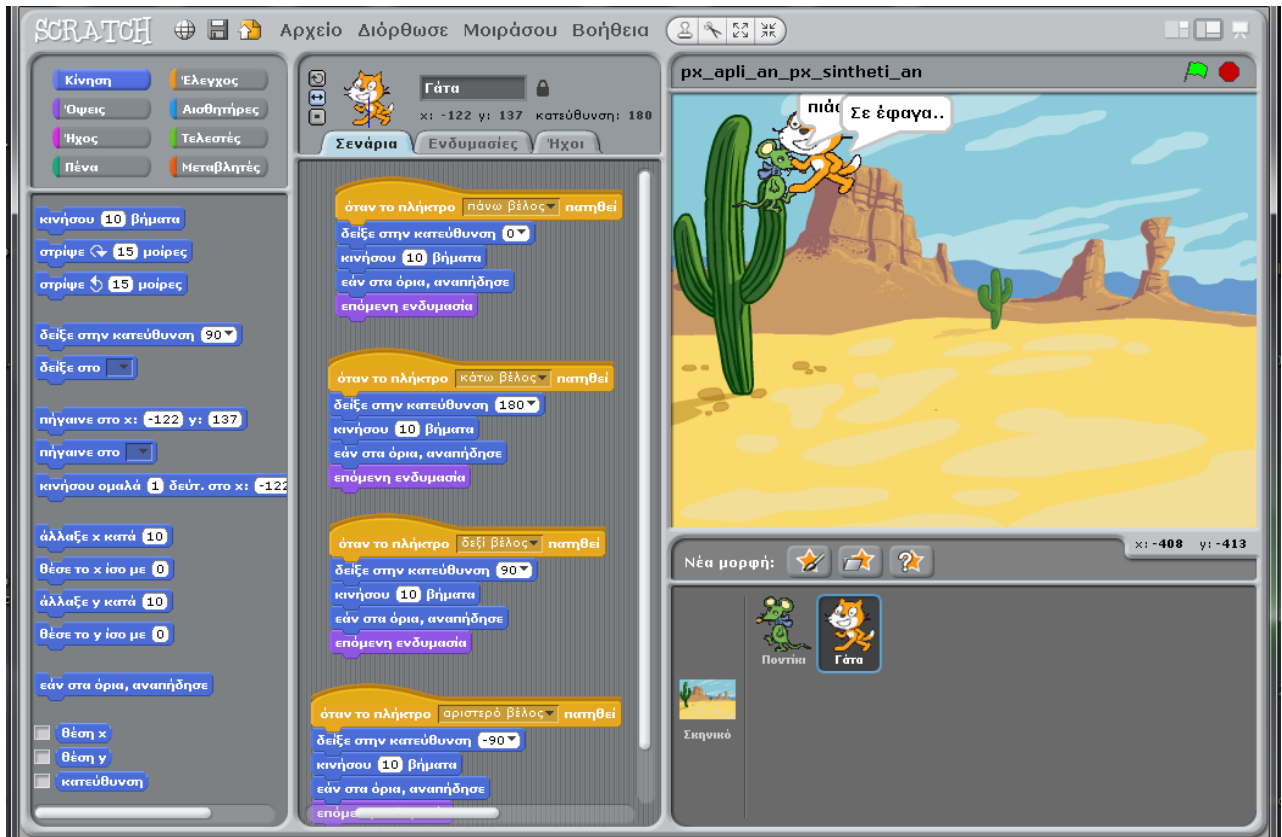 SCRATCH
Αρχείο Διόρθωσε Μοιράσου Βοήθεια
Κίνηση
Έλεγχος
Όψεις
Αισθητήρες
Ήχος
Τελεστές
Πένα
Μεταβλητές
κινήσου 10 βήματα
στρίψε 15 μοίρες
στρίψε 15 μοίρες
δείξε στην κατεύθυνση 90
δείξε στο
πήγαινε στο x: -122 y: 137
πήγαινε στο
κινήσου ομαλά 1 δεύτ. στο x: -122
άλλαξε x κατά 10
θέσε το x ίσο με 0
άλλαξε y κατά 10
θέσε το y ίσο με 0
εάν στα όρια, αναπήδησε
θέση x
θέση y
κατεύθυνση
Γάτα
x: -122 y: 137 κατεύθυνση: 180
Σενάρια Ενδυμασίες Ήχοι
όταν το πλήκτρο πάνω βέλος πατηθεί
δείξε στην κατεύθυνση 0
κινήσου 10 βήματα
εάν στα όρια, αναπήδησε
επόμενη ενδυμασία
όταν το πλήκτρο κάτω βέλος πατηθεί
δείξε στην κατεύθυνση 180
κινήσου 10 βήματα
εάν στα όρια, αναπήδησε
επόμενη ενδυμασία
όταν το πλήκτρο δεξί βέλος πατηθεί
δείξε στην κατεύθυνση 90
κινήσου 10 βήματα
εάν στα όρια, αναπήδησε
επόμενη ενδυμασία
όταν το πλήκτρο αριστερό βέλος πατηθεί
δείξε στην κατεύθυνση -90
κινήσου 10 βήματα
εάν στα όρια, αναπήδησε
px_apli_an_px_sintheti_an
Σε έφαγα..
x: -408 y: -413
Νέα μορφή:
Ποντίκι
Γάτα
Σκηνικό